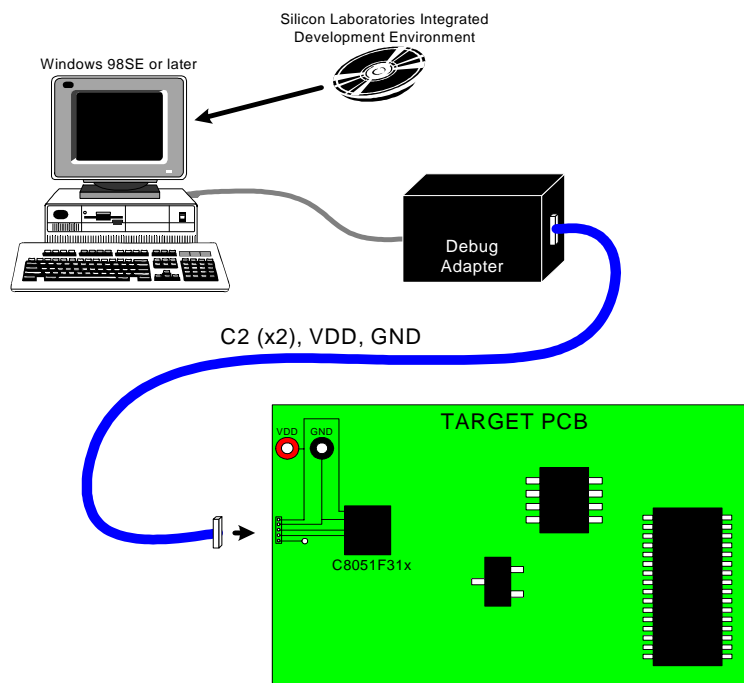 Silicon Laboratories Integrated
Development Environment
Windows 98SE or later
Debug
Adapter
C2 (x2), VDD, GND
TARGET PCB
VDD
GND
C8051F31x